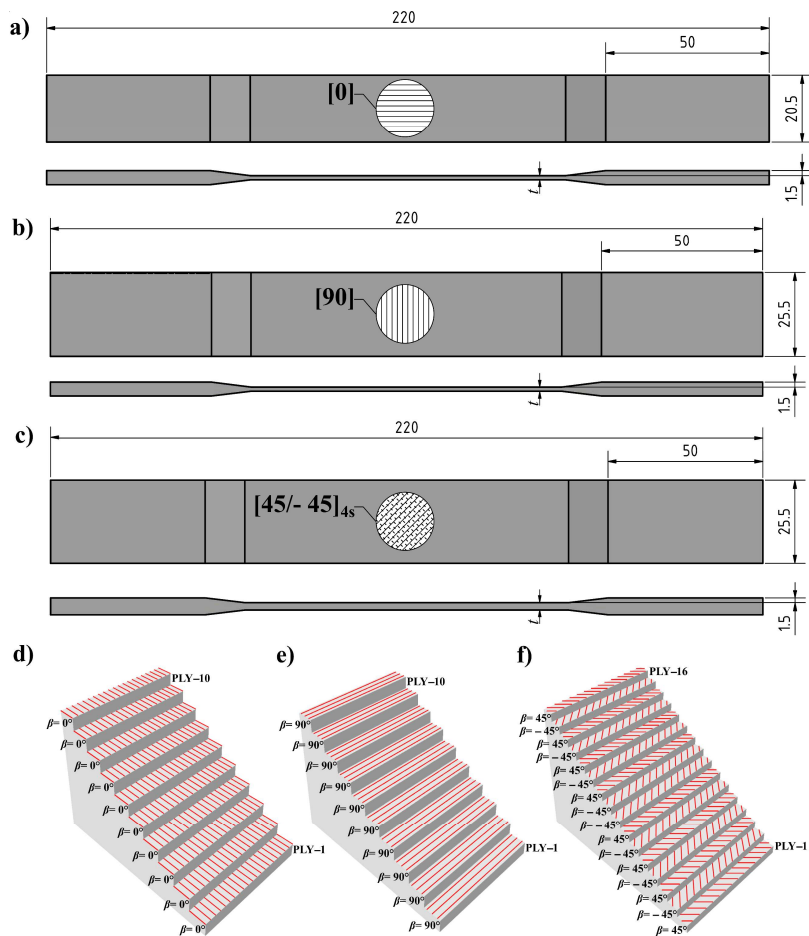 a)
220
50
[0]
20.5
t
1.5
b)
220
50
[90]
25.5
t
1.5
c)
220
50
[45/- 45]4s
25.5
t
1.5
d)
PLY–10
β= 0°
β= 0°
β= 0°
β= 0°
β= 0°
β= 0°
β= 0°
β= 0°
β= 0°
β= 0°
PLY–1
e)
PLY–10
β= 90°
β= 90°
β= 90°
β= 90°
β= 90°
β= 90°
β= 90°
β= 90°
β= 90°
β= 90°
PLY–1
f)
PLY–16
β= 45°
β= – 45°
β= 45°
β= – 45°
β= 45°
β= – 45°
β= 45°
β= – 45°
β= – 45°
β= 45°
β= – 45°
β= 45°
β= – 45°
β= 45°
β= – 45°
β= 45°
PLY–1